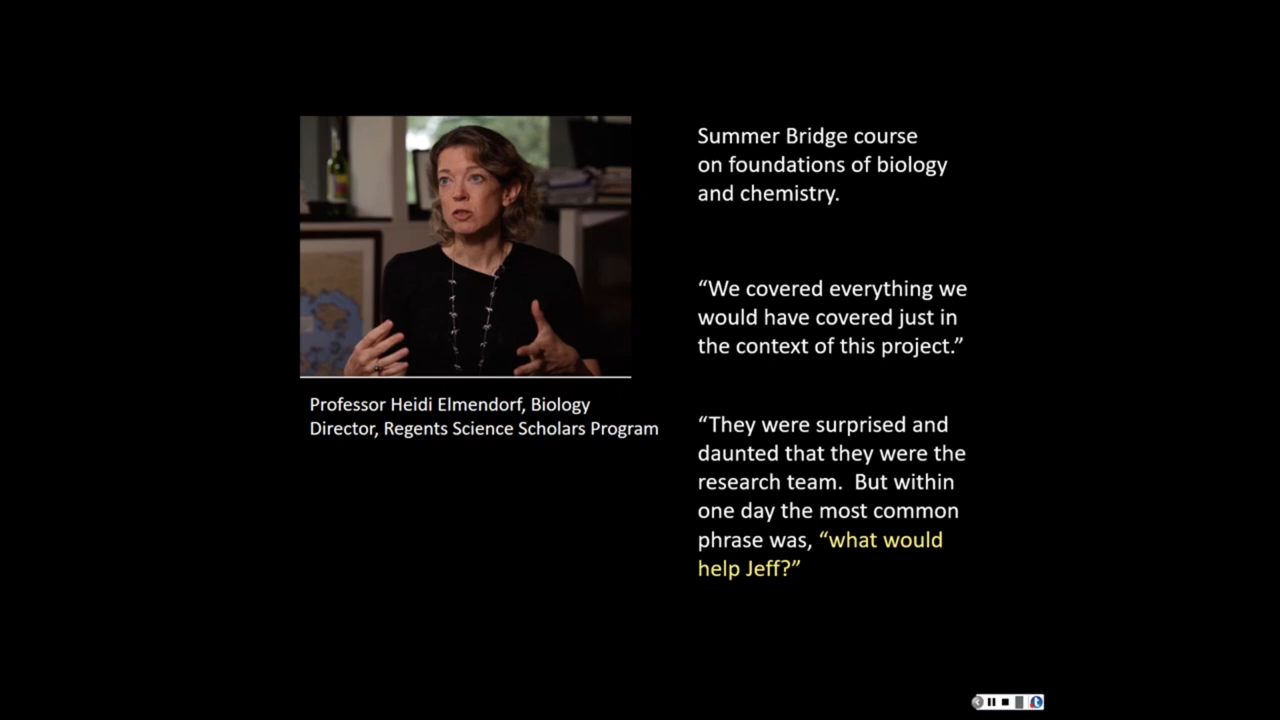 Summer Bridge course
on foundations of biology
and chemistry.
“We covered everything we
would have covered just in
the context of this project.”
Professor Heidi Elmendorf, Biology
Director, Regents Science Scholars Program
“They were surprised and
daunted that they were the
research team.  But within
one day the most common
phrase was, “what would
help Jeff?”